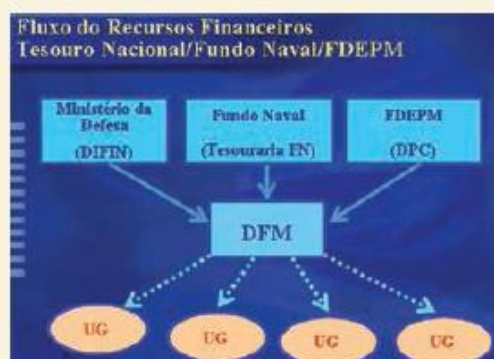 Fluxo do Recursos Financeiros
Tesouro Nacional/Fundo Naval/FDEPM
Ministério da
Defesa
(DIFIN)
Fundo Naval
(Tesouraria FN)
FDEPM
(DPC)
DFM
UG
UG
UG
UG